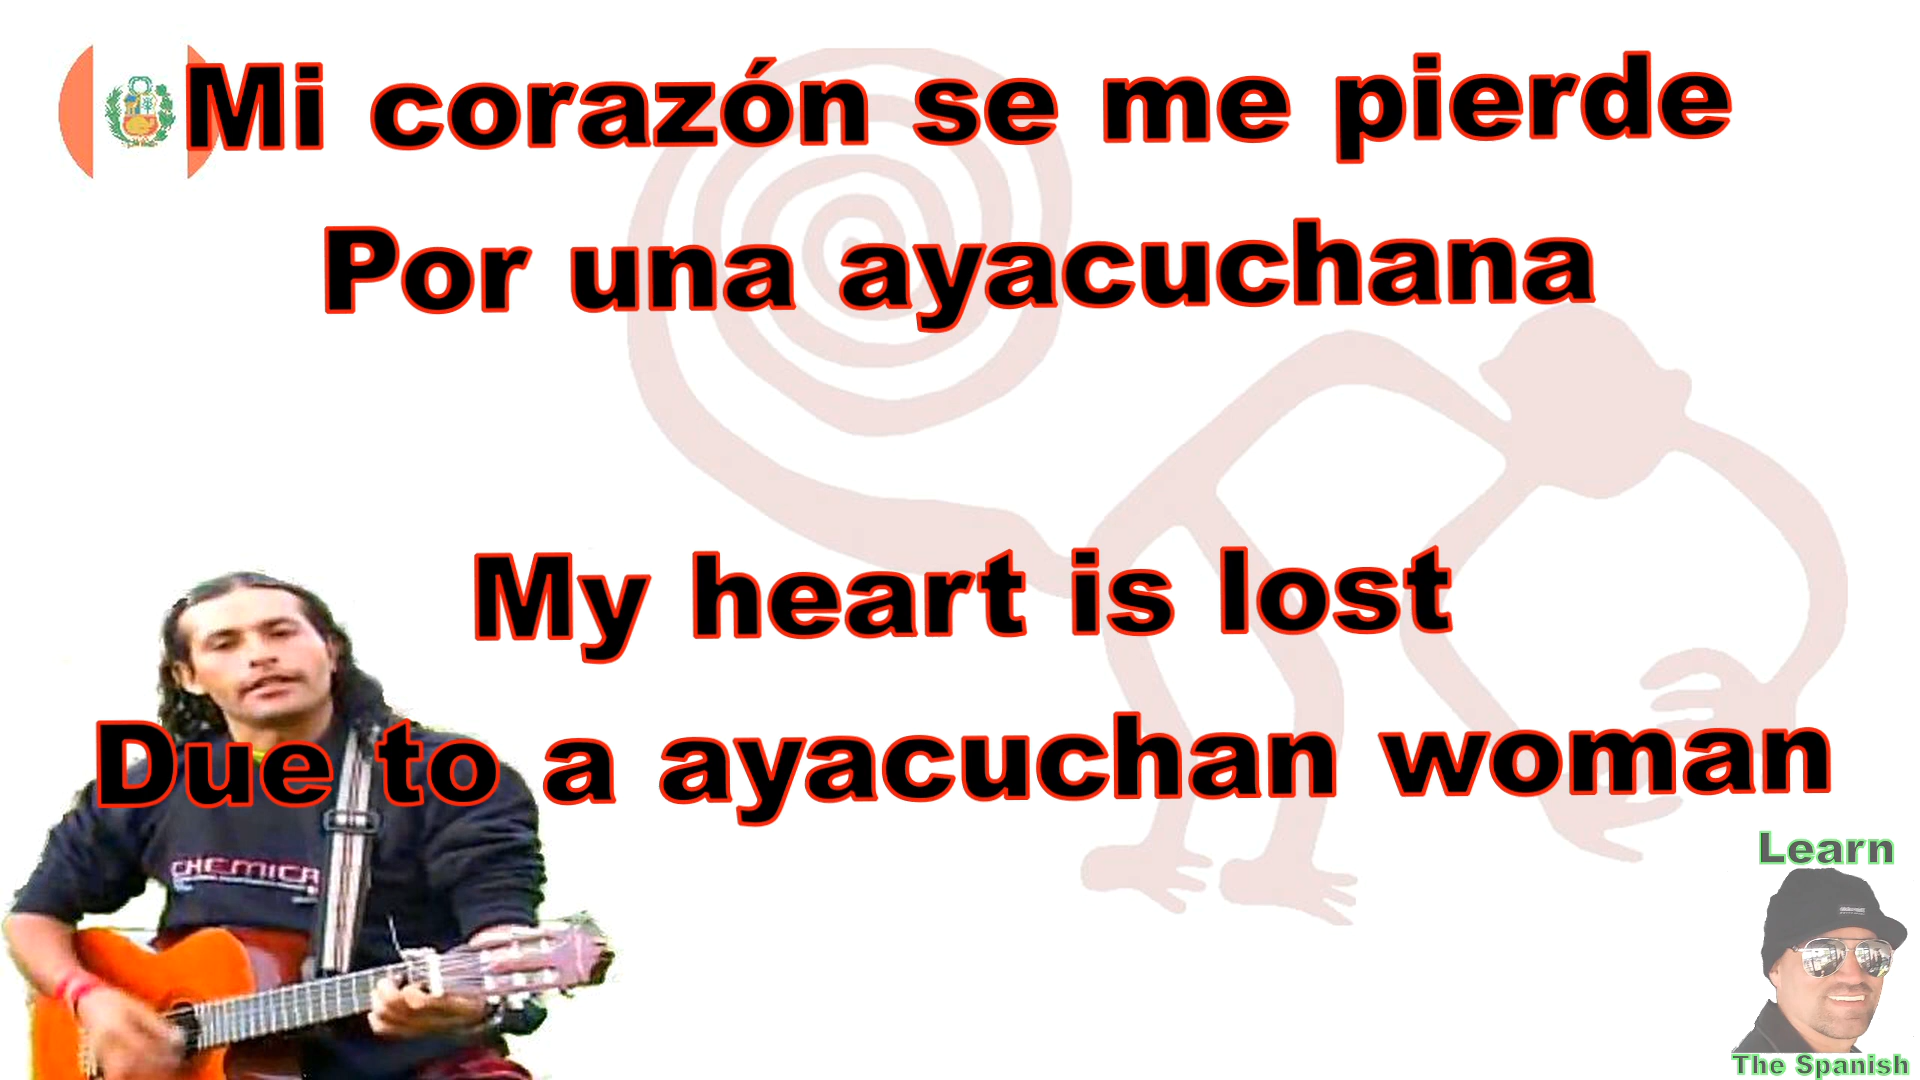 Mi corazón se me pierde
Por una ayacuchana
My heart is lost
Due to a ayacuchan woman
CHEMICA
Learn
The Spanish